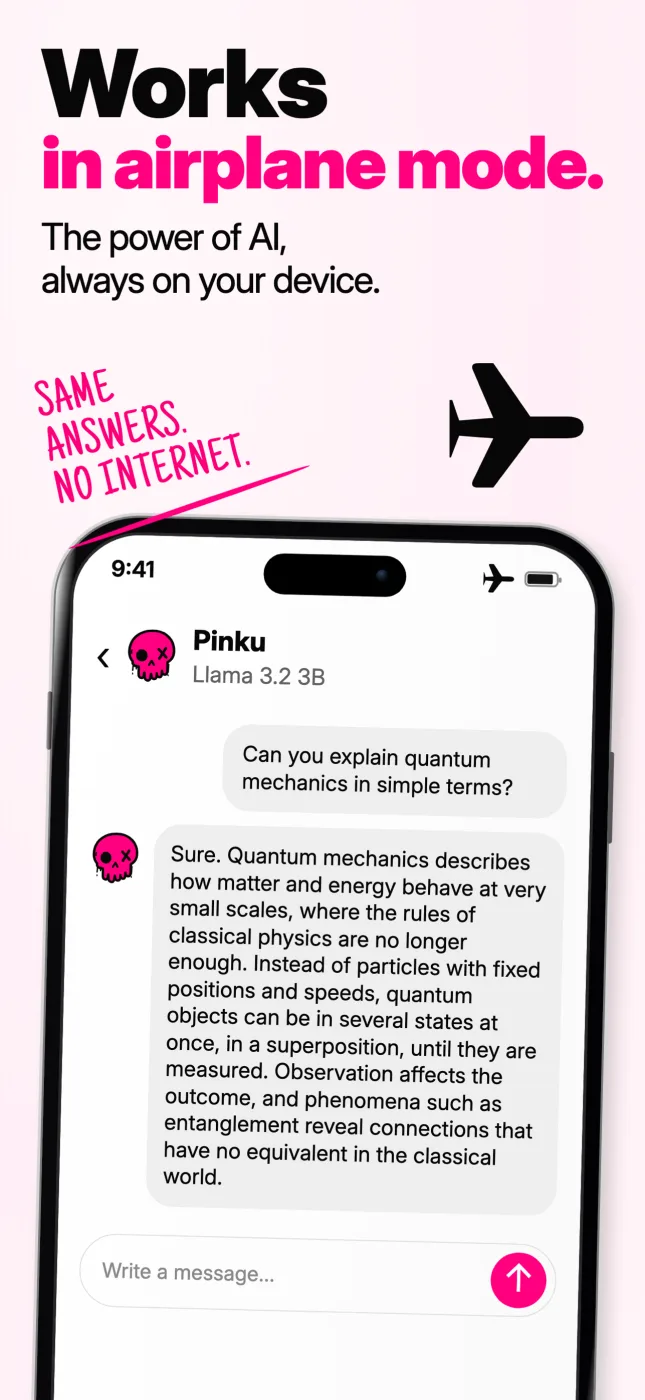 Works
in airplane mode.
The power of AI,
always on your device.
SAME
ANSWERS.
NO INTERNET.
9:41
Pinku
Llama 3.2 3B
Can you explain quantum
mechanics in simple terms?
Sure. Quantum mechanics describes
how matter and energy behave at very
small scales, where the rules of
classical physics are no longer
enough. Instead of particles with fixed
positions and speeds, quantum
objects can be in several states at
once, in a superposition, until they are
measured. Observation affects the
outcome, and phenomena such as
entanglement reveal connections that
have no equivalent in the classical
world.
Write a message...